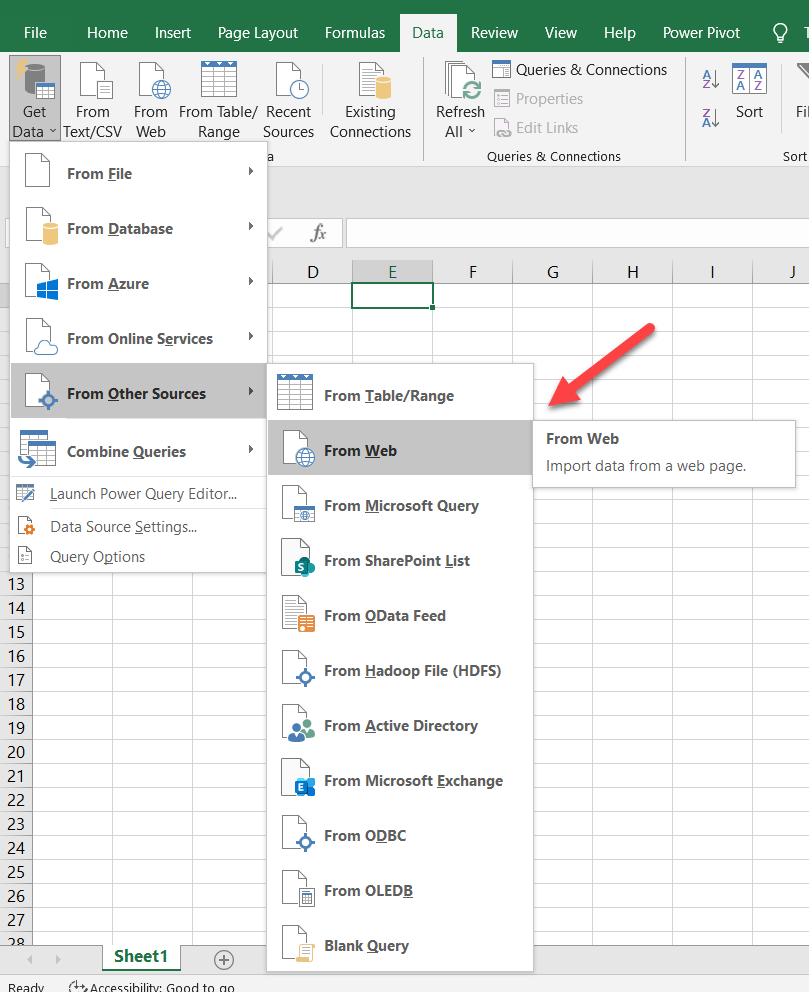 File Home Insert Page Layout Formulas Data Review View Help Power Pivot
Get Data
From Text/CSV
From Web
From Table/ Range
Recent Sources
Existing Connections
Refresh All
Queries & Connections
Properties
Edit Links
Queries & Connections
Sort
Sort
From File
From Database
From Azure
From Online Services
From Other Sources
Combine Queries
Launch Power Query Editor...
Data Source Settings...
Query Options
fx
D E F G H I J
From Table/Range
From Web
From Microsoft Query
From SharePoint List
From OData Feed
From Hadoop File (HDFS)
From Active Directory
From Microsoft Exchange
From ODBC
From OLEDB
Blank Query
From Web
Import data from a web page.
13
14
15
16
17
18
19
20
21
22
23
24
25
26
27
28
Sheet1
Ready Accessibility: Good to go